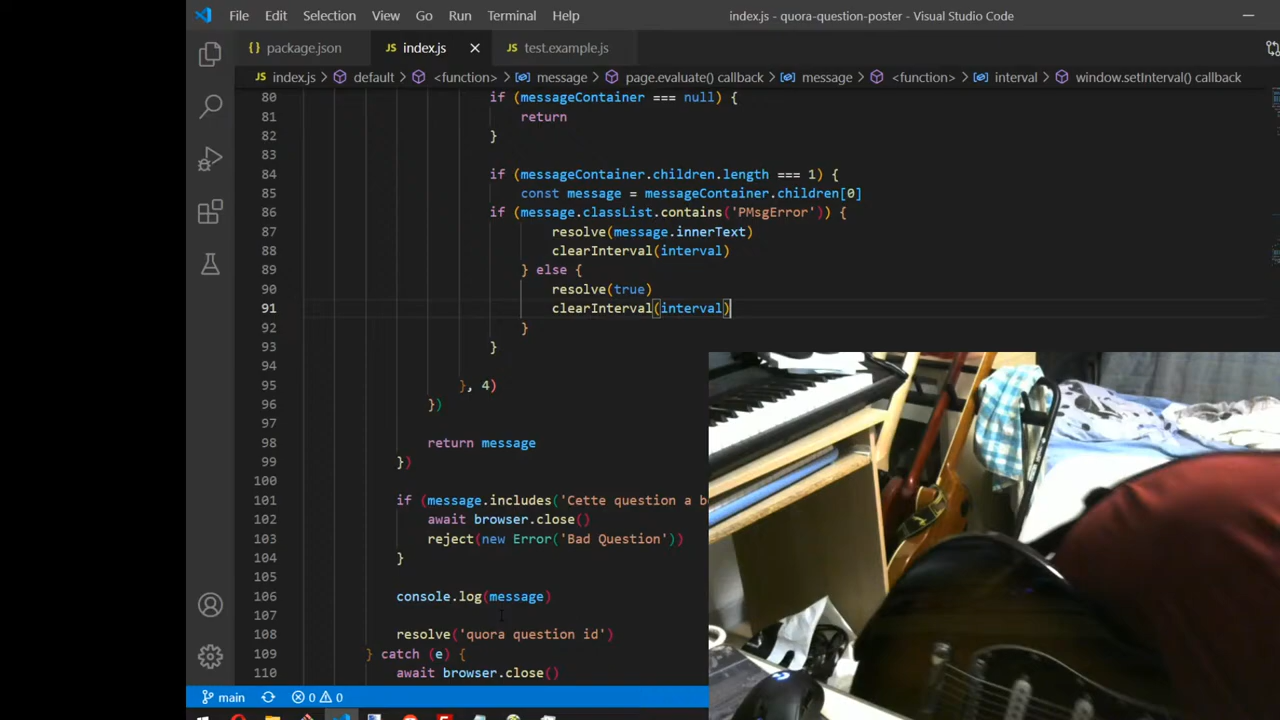 File Edit Selection View Go Run Terminal Help index.js - quora-question-poster - Visual Studio Code
{} package.json JS index.js JS test.example.js
JS index.js > default > <function> > message > page.evaluate() callback > message > <function> > interval > window.setInterval() callback
80 if (messageContainer === null) {
81 return
82 }
83
84 if (messageContainer.children.length === 1) {
85 const message = messageContainer.children[0]
86 if (message.classList.contains('PMsgError')) {
87 resolve(message.innerText)
88 clearInterval(interval)
89 } else {
90 resolve(true)
91 clearInterval(interval)
92 }
93 }
94
95 }, 4)
96 })
97
98 return message
99 })
100
101 if (message.includes('Cette question a b
102 await browser.close()
103 reject(new Error('Bad Question'))
104 }
105
106 console.log(message)
107
108 resolve('quora question id')
109 } catch (e) {
110 await browser.close()
main 0 0